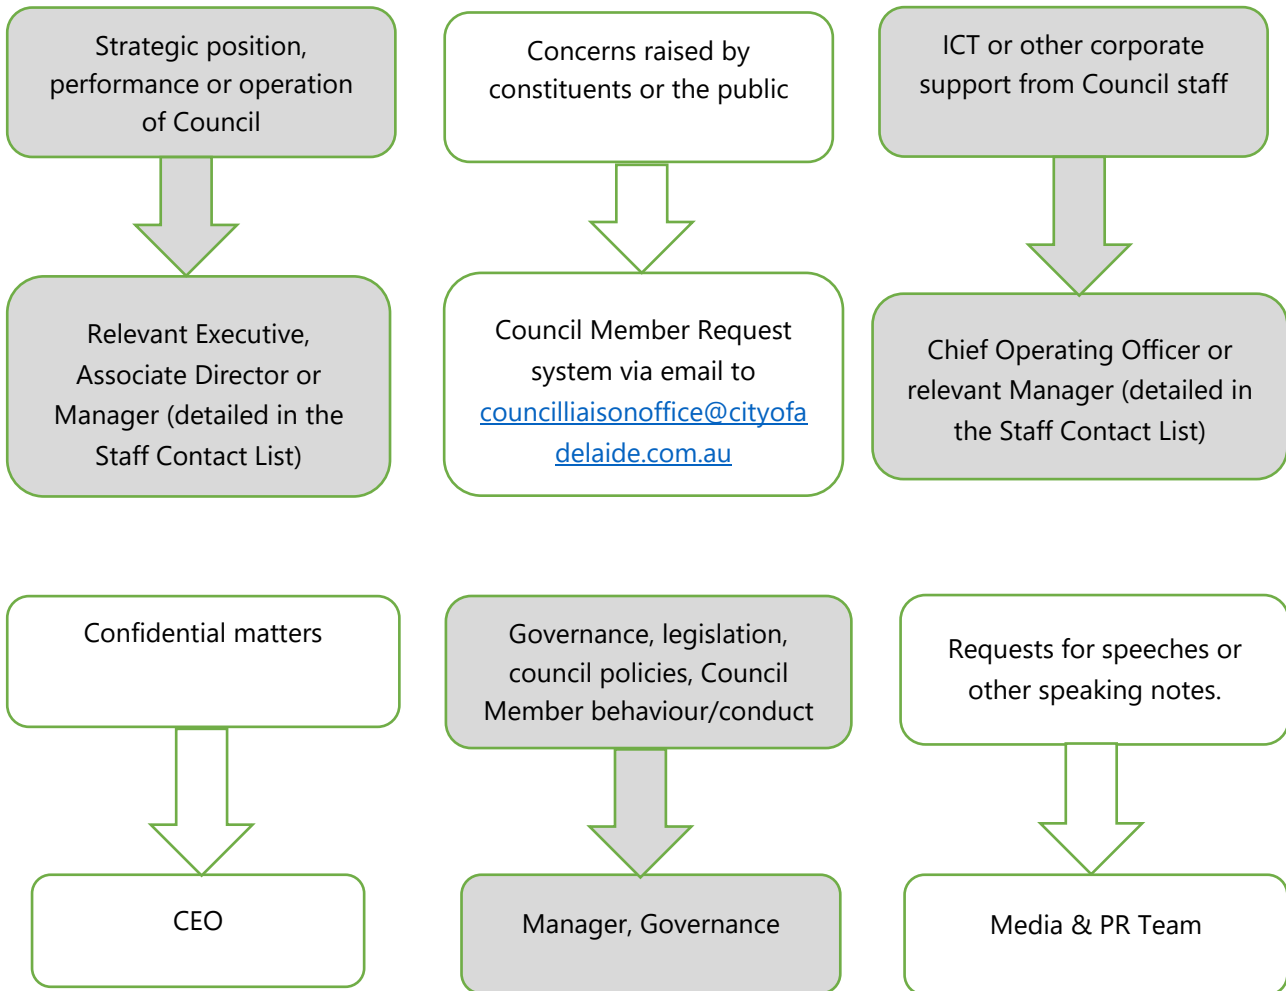 Strategic position,
performance or operation
of Council
Concerns raised by
constituents or the public
ICT or other corporate
support from Council staff
Relevant Executive,
Associate Director or
Manager (detailed in the
Staff Contact List)
Council Member Request
system via email to
councilliaisonoffice@cityofa
delaide.com.au
Chief Operating Officer or
relevant Manager (detailed in
the Staff Contact List)
Confidential matters
Governance, legislation,
council policies, Council
Member behaviour/conduct
Requests for speeches or
other speaking notes.
CEO
Manager, Governance
Media & PR Team